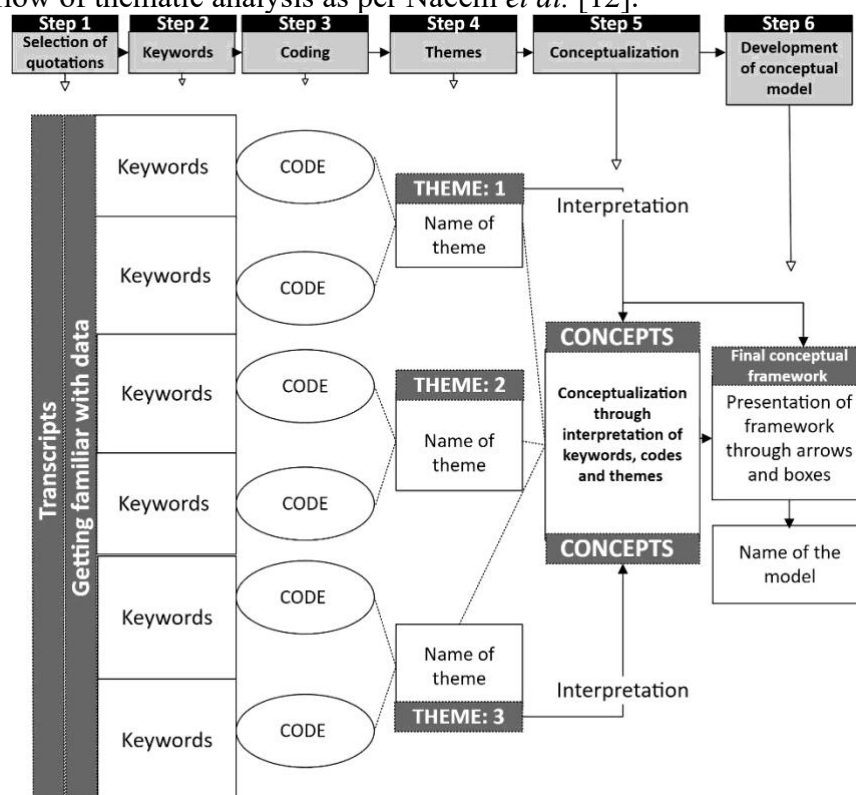 flow of thematic analysis as per Naeem et al. [12].
Step 1
Selection of
quotations
Step 2
Keywords
Step 3
Coding
Step 4
Themes
Step 5
Conceptualization
Step 6
Development
of conceptual
model
Transcripts
Getting familiar with data
Keywords
Keywords
Keywords
Keywords
Keywords
Keywords
CODE
CODE
CODE
CODE
CODE
CODE
THEME: 1
Name of
theme
THEME: 2
Name of
theme
Name of
theme
THEME: 3
Interpretation
CONCEPTS
Conceptualization
through
interpretation of
keywords, codes
and themes
CONCEPTS
Interpretation
Final conceptual
framework
Presentation of
framework
through arrows
and boxes
Name of the
model